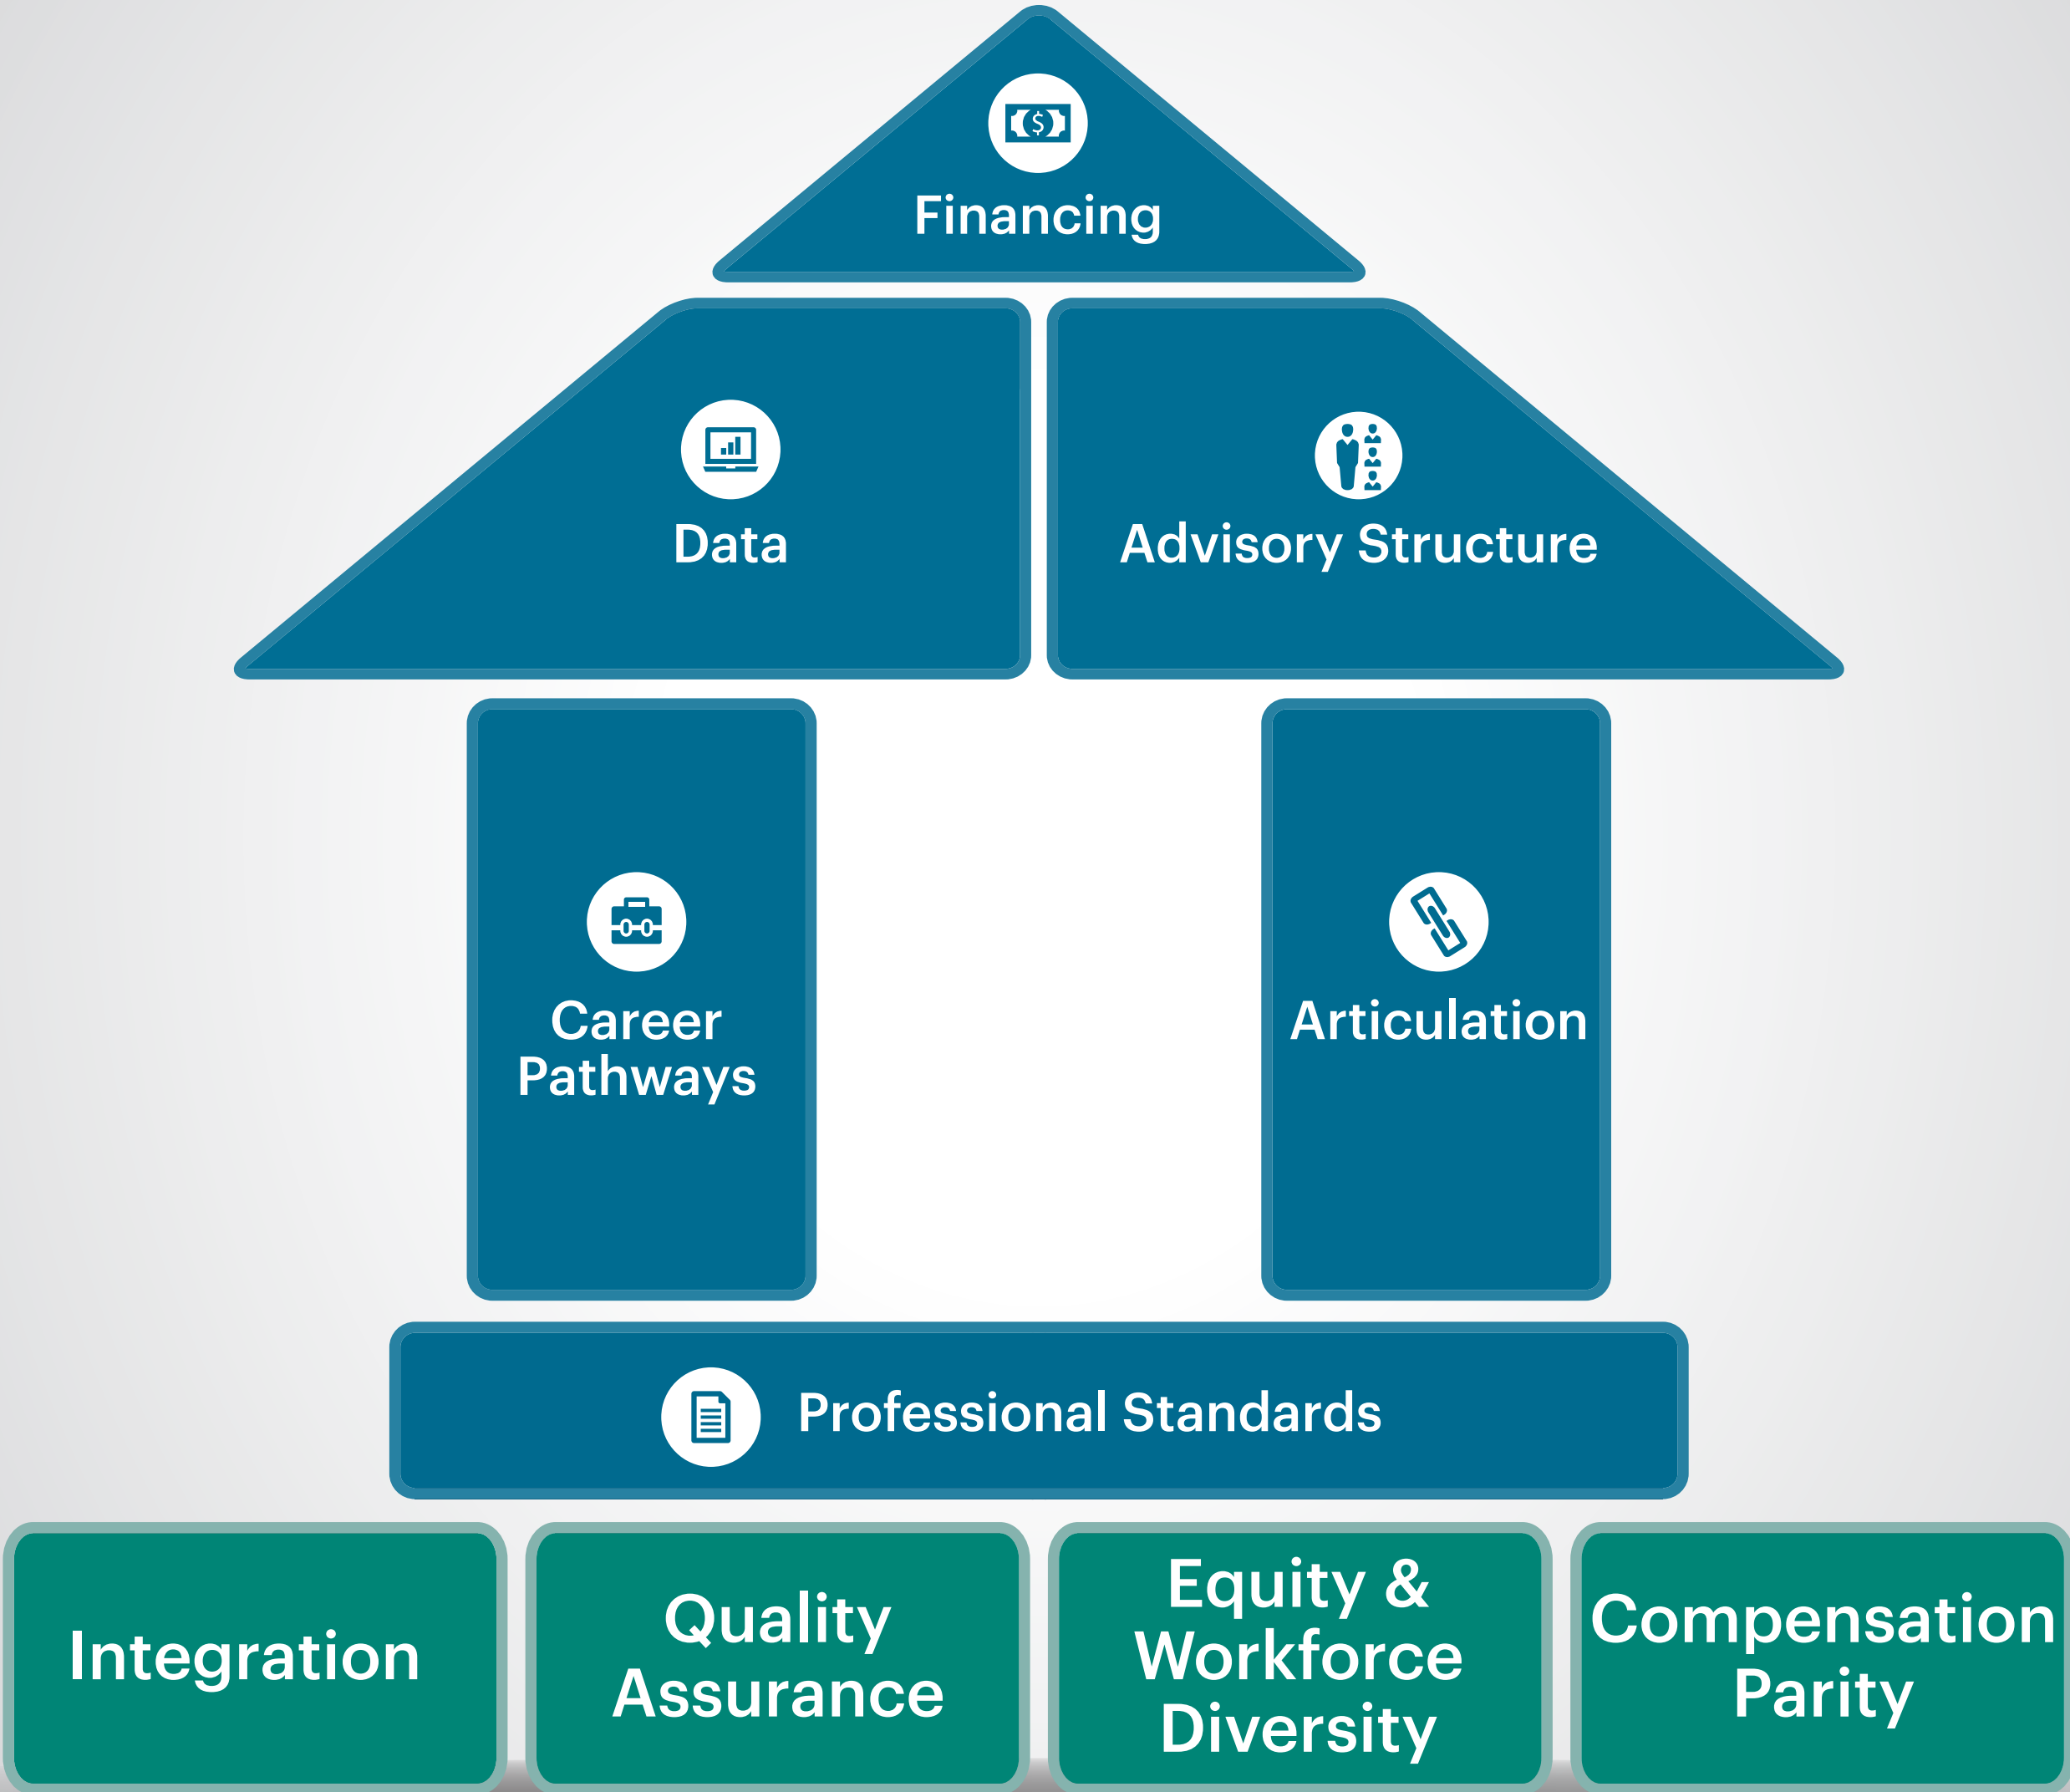 Financing
Data
Advisory Structure
Career
Pathways
Articulation
Professional Standards
Integration
Quality
Assurance
Equity &
Workforce
Diversity
Compensation
Parity